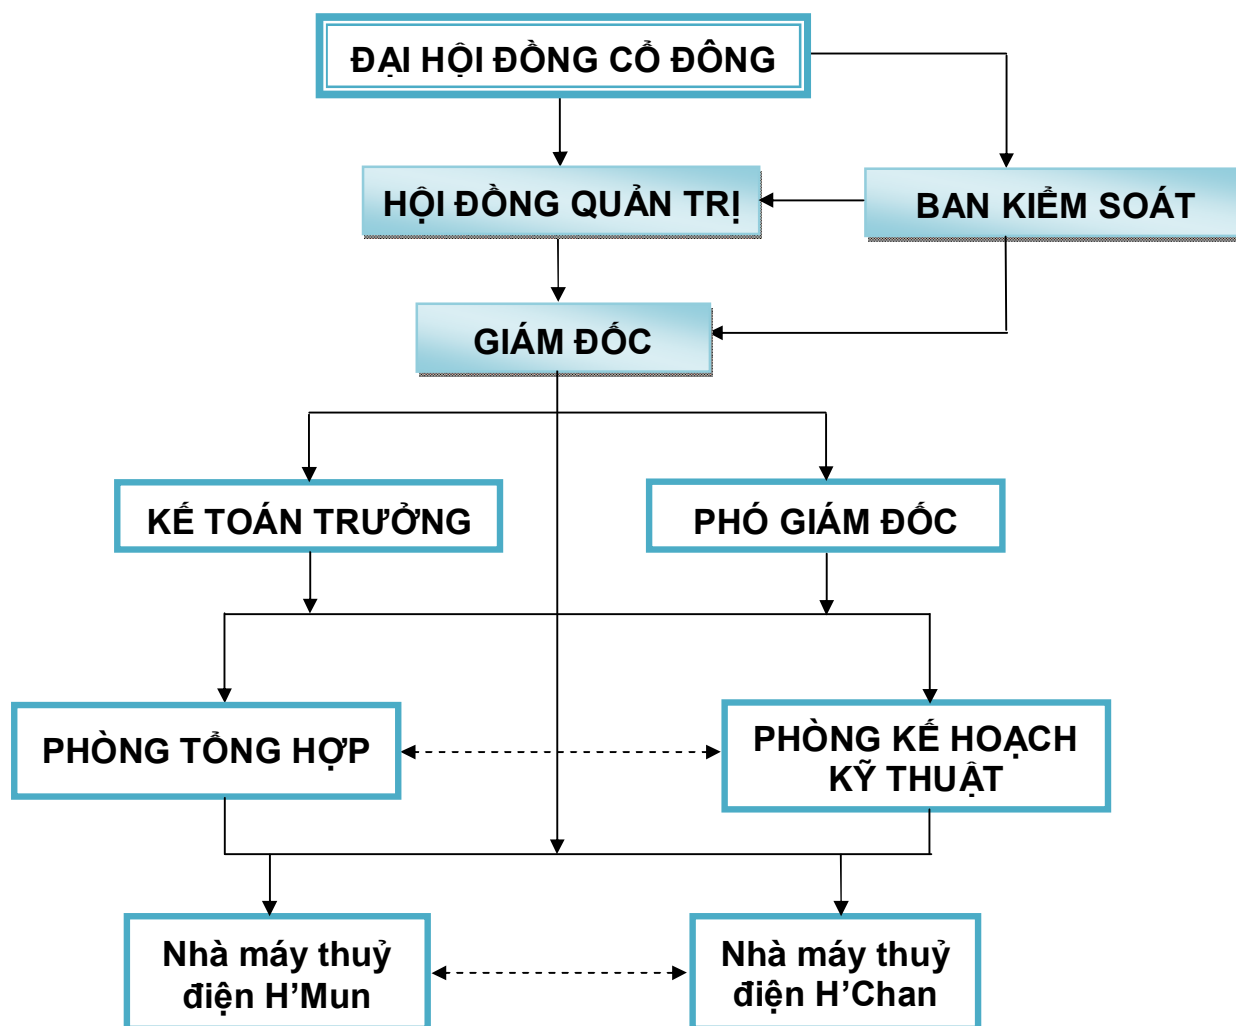 ĐẠI HỘI ĐỒNG CỔ ĐÔNG
HỘI ĐỒNG QUẢN TRỊ
BAN KIỂM SOÁT
GIÁM ĐỐC
KẾ TOÁN TRƯỞNG
PHÓ GIÁM ĐỐC
PHÒNG TỔNG HỢP
PHÒNG KẾ HOẠCH
KỸ THUẬT
Nhà máy thuỷ
điện H’Mun
Nhà máy thuỷ
điện H’Chan